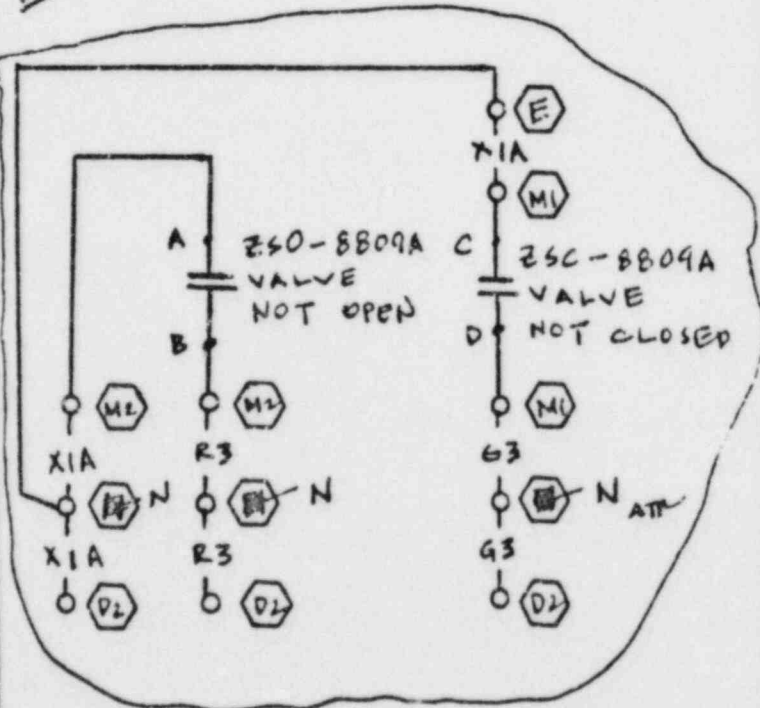 E
X1A
M1
A
ZSO-8809A
VALVE
NOT OPEN
B
C
ZSC-8809A
VALVE
NOT CLOSED
D
M2
M2
M1
X1A
R3
G3
N
N
N
X1A
R3
G3
D2
D2
D2